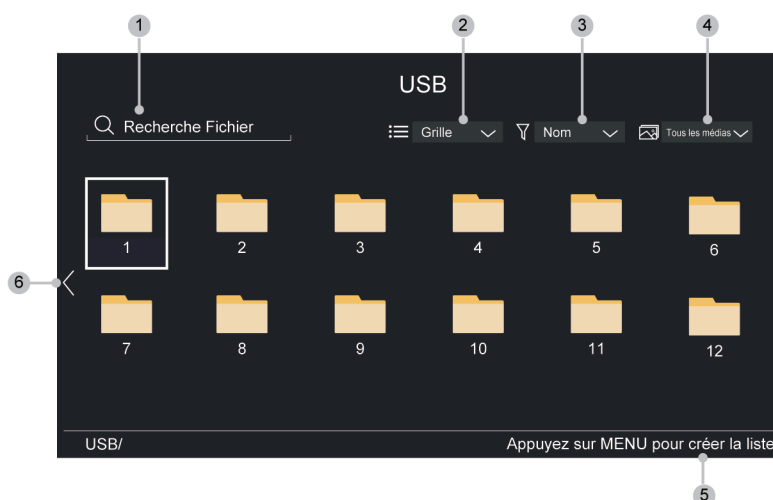 1 2 3 4
USB
Recherche Fichier
Grille
Nom
Tous les médias
1 2 3 4 5 6
6
7 8 9 10 11 12
USB/
Appuyez sur MENU pour créer la liste
5